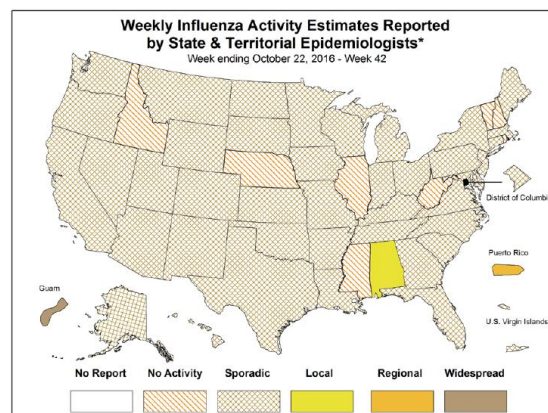 Weekly Influenza Activity Estimates Reported
by State & Territorial Epidemiologists*
Week ending October 22, 2016 - Week 42
District of Columbi
Puerto Rico
Guam
U.S. Virgin Islands
No Report No Activity Sporadic Local Regional Widespread